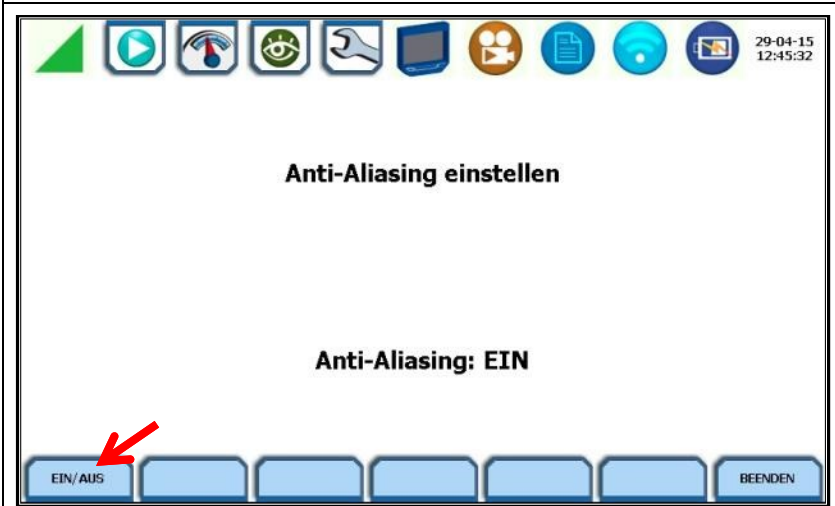 29-04-15
12:45:32
Anti-Aliasing einstellen
Anti-Aliasing: EIN
EIN/AUS
BEENDEN